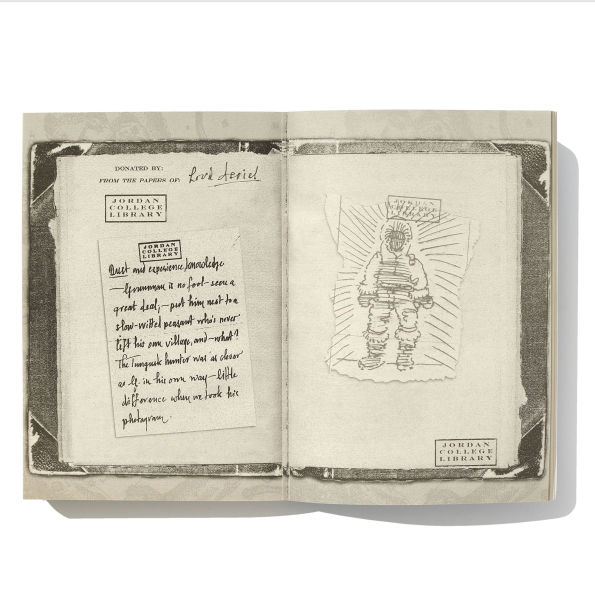 DONATED BY:
FROM THE PAPERS OF: Lord Asriel
JORDAN
COLLEGE
LIBRARY
JORDAN
COLLEGE
LIBRARY
Dust and experience/knowledge
— Grumman is no fool – seen a
great deal; – put him next to a
slow-witted peasant who's never
left his own village, and – what?
The Tungusk hunter was as clever
as G. in his own way – little
difference when we took his
photogram.
JORDAN
COLLEGE
LIBRARY
JORDAN
COLLEGE
LIBRARY